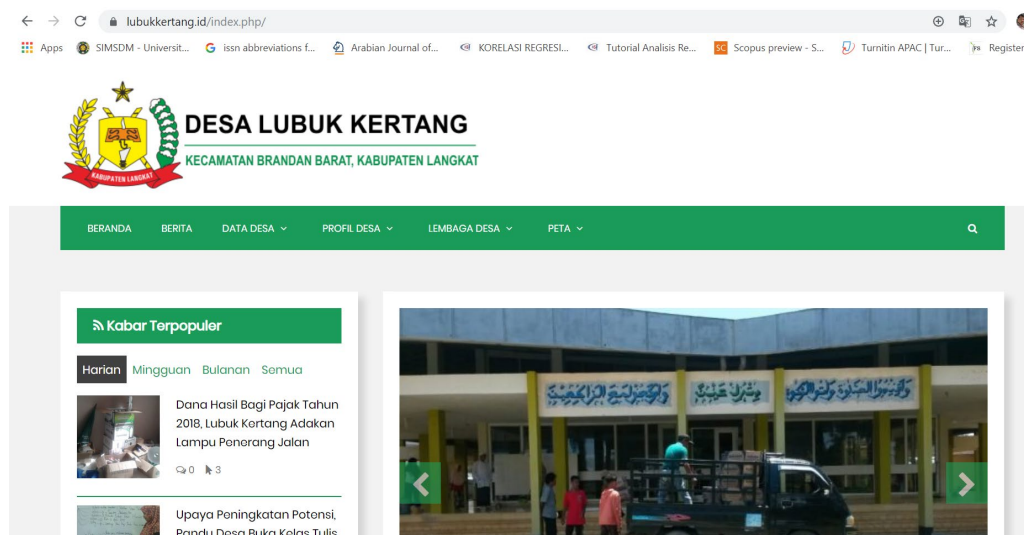 lubukkertang.id/index.php/
Apps
SIMSDM - Universit...
issn abbreviations f...
Arabian Journal of...
KORELASI REGRESI...
Tutorial Analisis Re...
Scopus preview - S...
Turnitin APAC | Tur...
Register
DESA LUBUK KERTANG
KECAMATAN BRANDAN BARAT, KABUPATEN LANGKAT
KABUPATEN LANGKAT
BERANDA
BERITA
DATA DESA
PROFIL DESA
LEMBAGA DESA
PETA
Kabar Terpopuler
Harian
Mingguan
Bulanan
Semua
Dana Hasil Bagi Pajak Tahun
2018, Lubuk Kertang Adakan
Lampu Penerang Jalan
0
3
Upaya Peningkatan Potensi,
Pandu Desa Buka Kelas Tulis